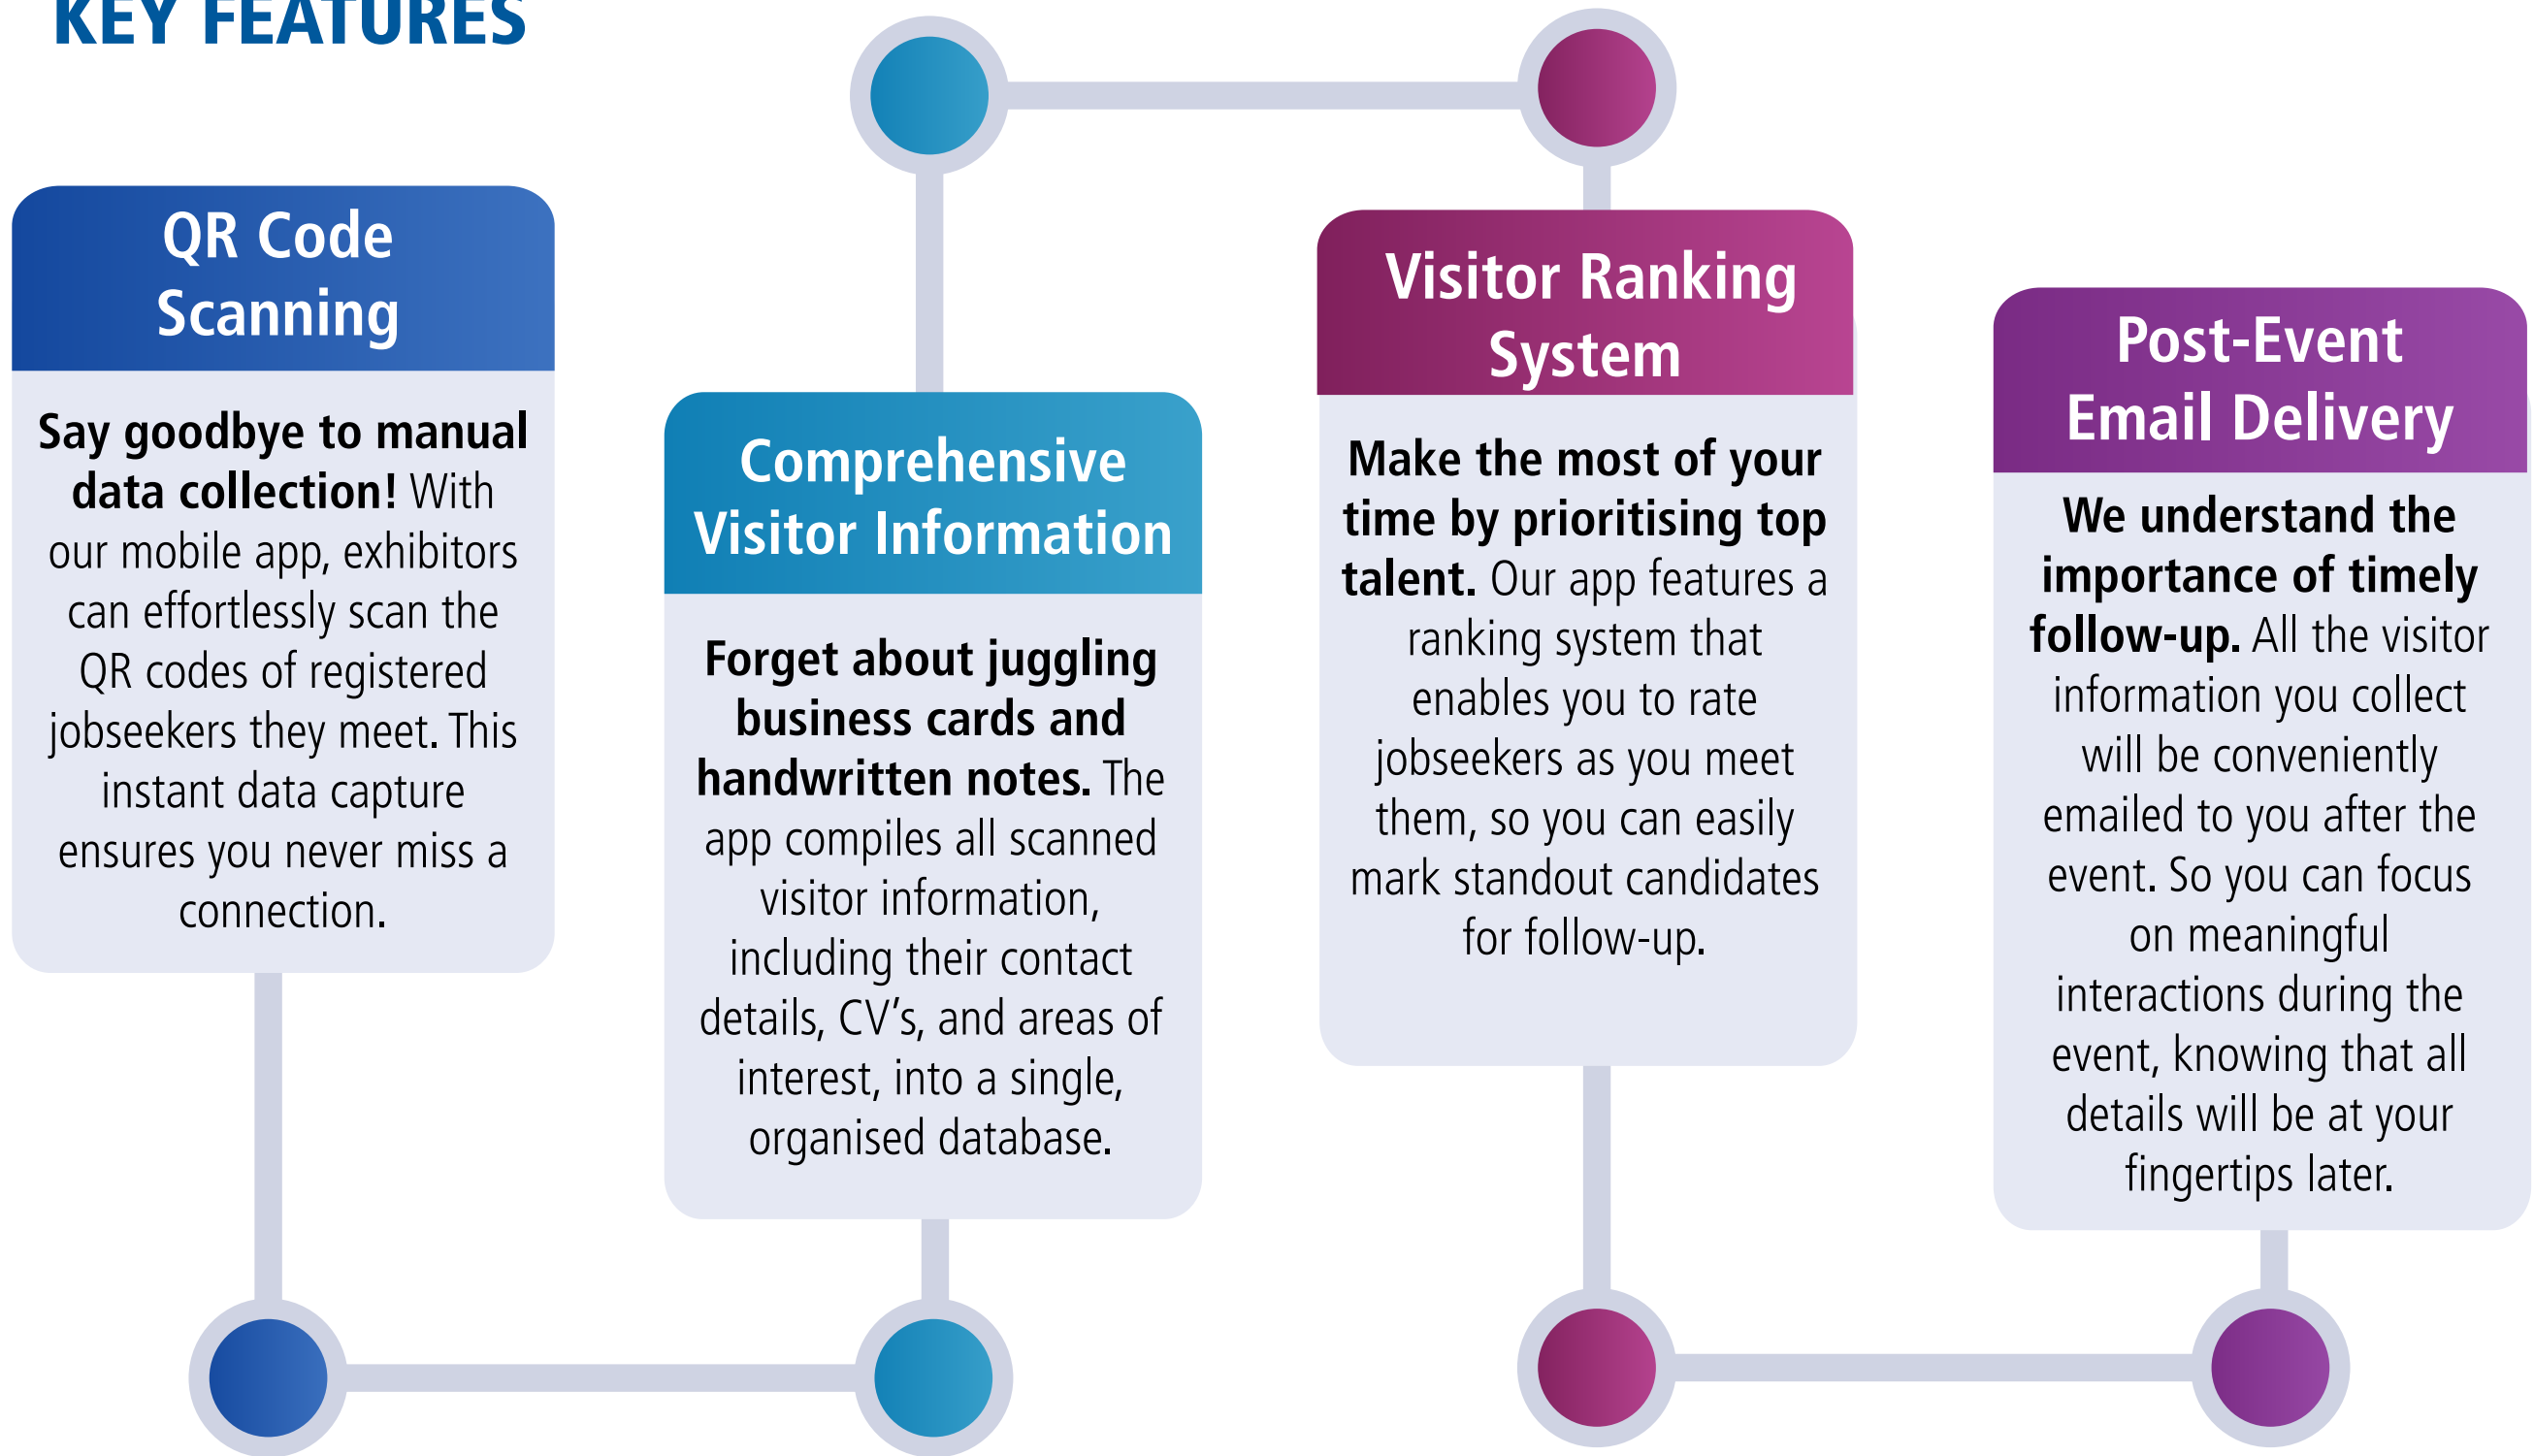 KEY FEATURES
QR Code
Scanning
Say goodbye to manual
data collection! With
our mobile app, exhibitors
can effortlessly scan the
QR codes of registered
jobseekers they meet. This
instant data capture
ensures you never miss a
connection.
Comprehensive
Visitor Information
Forget about juggling
business cards and
handwritten notes. The
app compiles all scanned
visitor information,
including their contact
details, CV's, and areas of
interest, into a single,
organised database.
Visitor Ranking
System
Make the most of your
time by prioritising top
talent. Our app features a
ranking system that
enables you to rate
jobseekers as you meet
them, so you can easily
mark standout candidates
for follow-up.
Post-Event
Email Delivery
We understand the
importance of timely
follow-up. All the visitor
information you collect
will be conveniently
emailed to you after the
event. So you can focus
on meaningful
interactions during the
event, knowing that all
details will be at your
fingertips later.